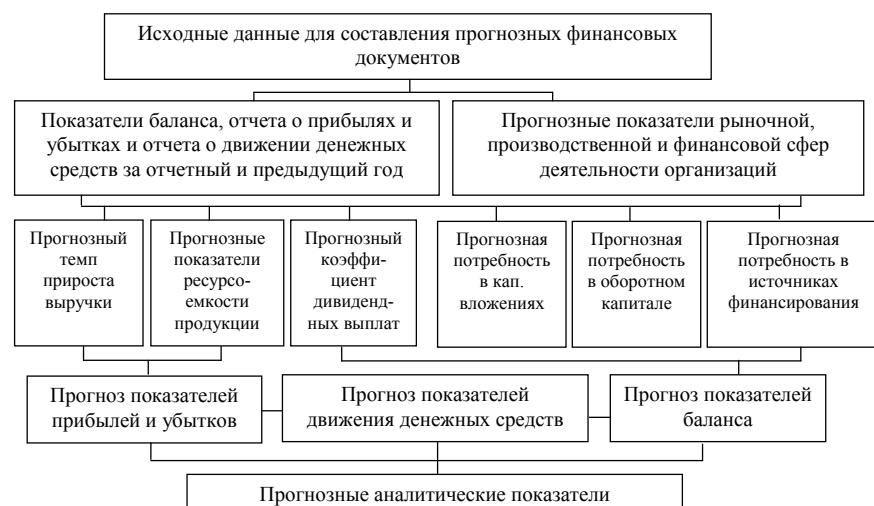 Исходные данные для составления прогнозных финансовых
документов
Показатели баланса, отчета о прибылях и
убытках и отчета о движении денежных
средств за отчетный и предыдущий год
Прогнозные показатели рыночной,
производственной и финансовой сфер
деятельности организаций
Прогнозный
темп
прироста
выручки
Прогнозные
показатели
ресурсо-
емкости
продукции
Прогнозный
коэффи-
циент
дивиденд-
ных выплат
Прогнозная
потребность
в кап.
вложениях
Прогнозная
потребность
в оборотном
капитале
Прогнозная
потребность в
источниках
финансирования
Прогноз показателей
прибылей и убытков
Прогноз показателей
движения денежных средств
Прогноз показателей
баланса
Прогнозные аналитические показатели